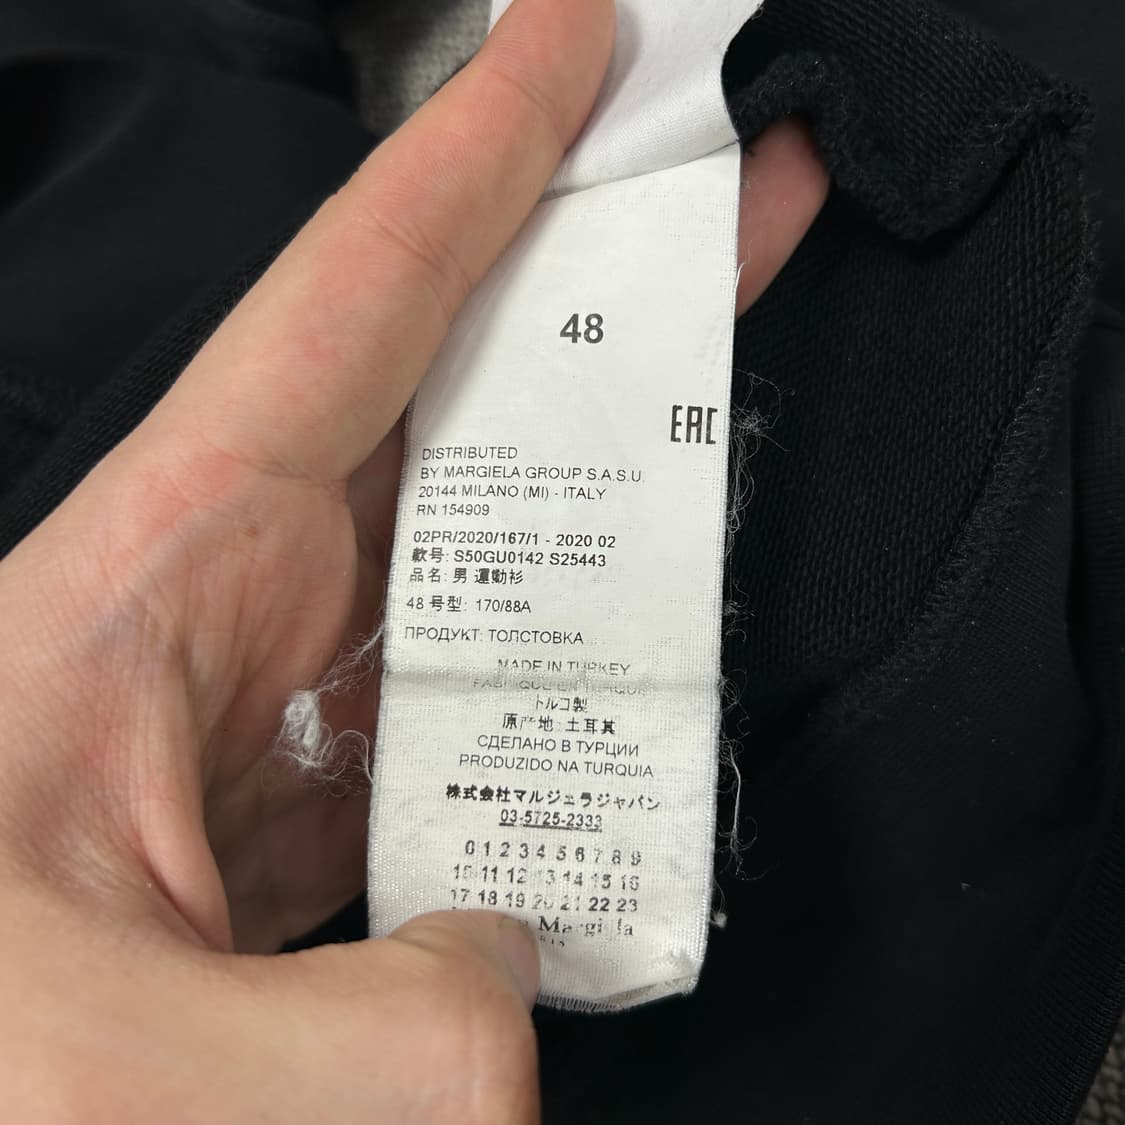 48
EAC
DISTRIBUTED
BY MARGIELA GROUP S.A.S.U.
20144 MILANO (MI) - ITALY
RN 154909
02PR/2020/167/1 - 2020 02
款号: S50GU0142 S25443
品名: 男 運動衫
48 号型: 170/88A
ПРОДУКТ: ТОЛСТОВКА
MADE IN TURKEY
FABRIQUE EN TURQUIE
トルコ製
原产地: 土耳其
СДЕЛАНО В ТУРЦИИ
PRODUZIDO NA TURQUIA
株式会社マルジェラジャパン
03-5725-2333
0 1 2 3 4 5 6 7 8 9
10 11 12 13 14 15 16
17 18 19 20 21 22 23
Margiela